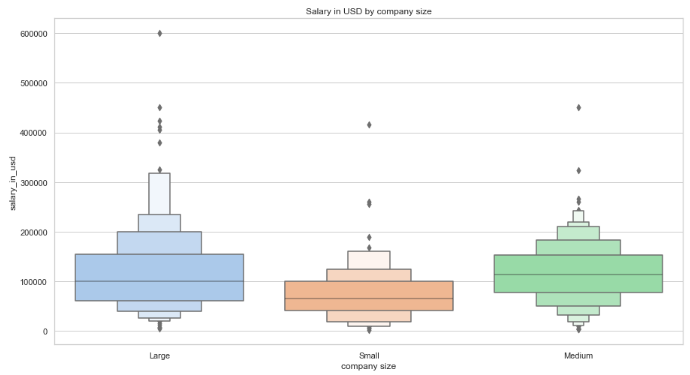 Salary in USD by company size
salary_in_usd
600000
500000
400000
300000
200000
100000
0
Large
Small
Medium
company size